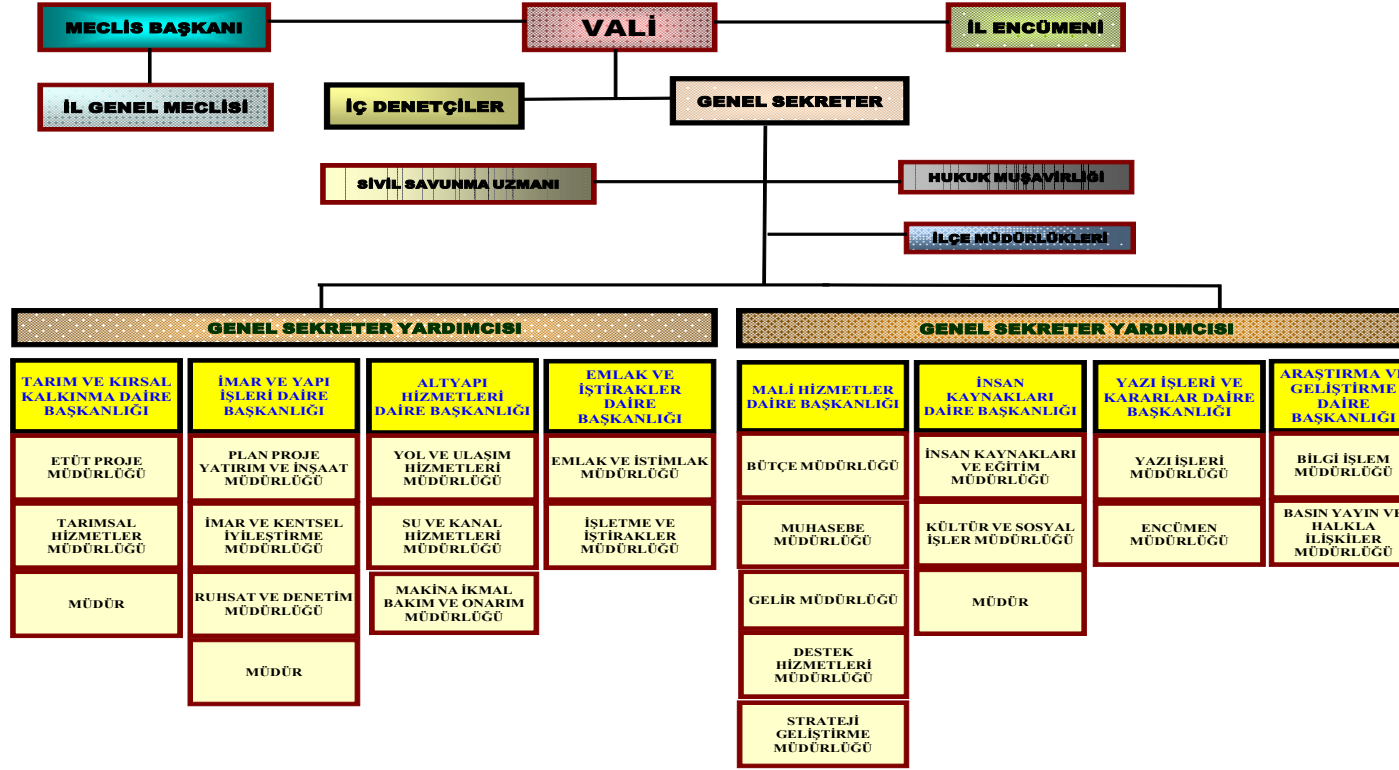 MECLİS BAŞKANI
VALİ
İL ENCÜMENİ
İL GENEL MECLİSİ
İÇ DENETÇİLER
GENEL SEKRETER
SİVİL SAVUNMA UZMANI
HUKUK MUŞAVİRLİĞİ
İLÇE MÜDÜRLÜKLERİ
GENEL SEKRETER YARDIMCISI
TARIM VE KIRSAL
KALKINMA DAİRE
BAŞKANLIĞI
ETÜT PROJE
MÜDÜRLÜĞÜ
TARIMSAL
HİZMETLER
MÜDÜRLÜĞÜ
MÜDÜR
İMAR VE YAPI
İŞLERİ DAİRE
BAŞKANLIĞI
PLAN PROJE
YATIRIM VE İNŞAAT
MÜDÜRLÜĞÜ
İMAR VE KENTSEL
İYİLEŞTİRME
MÜDÜRLÜĞÜ
RUHSAT VE DENETİM
MÜDÜRLÜĞÜ
MÜDÜR
ALTYAPI
HİZMETLERİ
DAİRE BAŞKANLIĞI
YOL VE ULAŞIM
HİZMETLERİ
MÜDÜRLÜĞÜ
SU VE KANAL
HİZMETLERİ
MÜDÜRLÜĞÜ
MAKİNA İKMAL
BAKIM VE ONARIM
MÜDÜRLÜĞÜ
EMLAK VE
İŞTİRAKLER
DAİRE
BAŞKANLIĞI
EMLAK VE İSTİMLAK
MÜDÜRLÜĞÜ
İŞLETME VE
İŞTİRAKLER
MÜDÜRLÜĞÜ
GENEL SEKRETER YARDIMCISI
MALİ HİZMETLER
DAİRE BAŞKANLIĞI
BÜTÇE MÜDÜRLÜĞÜ
MUHASEBE
MÜDÜRLÜĞÜ
GELİR MÜDÜRLÜĞÜ
DESTEK
HİZMETLERİ
MÜDÜRLÜĞÜ
STRATEJİ
GELİŞTİRME
MÜDÜRLÜĞÜ
İNSAN
KAYNAKLARI
DAİRE BAŞKANLIĞI
İNSAN KAYNAKLARI
VE EĞİTİM
MÜDÜRLÜĞÜ
KÜLTÜR VE SOSYAL
İŞLER MÜDÜRLÜĞÜ
MÜDÜR
YAZI İŞLERİ VE
KARARLAR DAİRE
BAŞKANLIĞI
YAZI İŞLERİ
MÜDÜRLÜĞÜ
ENCÜMEN
MÜDÜRLÜĞÜ
ARAŞTIRMA VE
GELİŞTİRME
DAİRE
BAŞKANLIĞI
BİLGİ İŞLEM
MÜDÜRLÜĞÜ
BASIN YAYIN VE
HALKLA
İLİŞKİLER
MÜDÜRLÜĞÜ